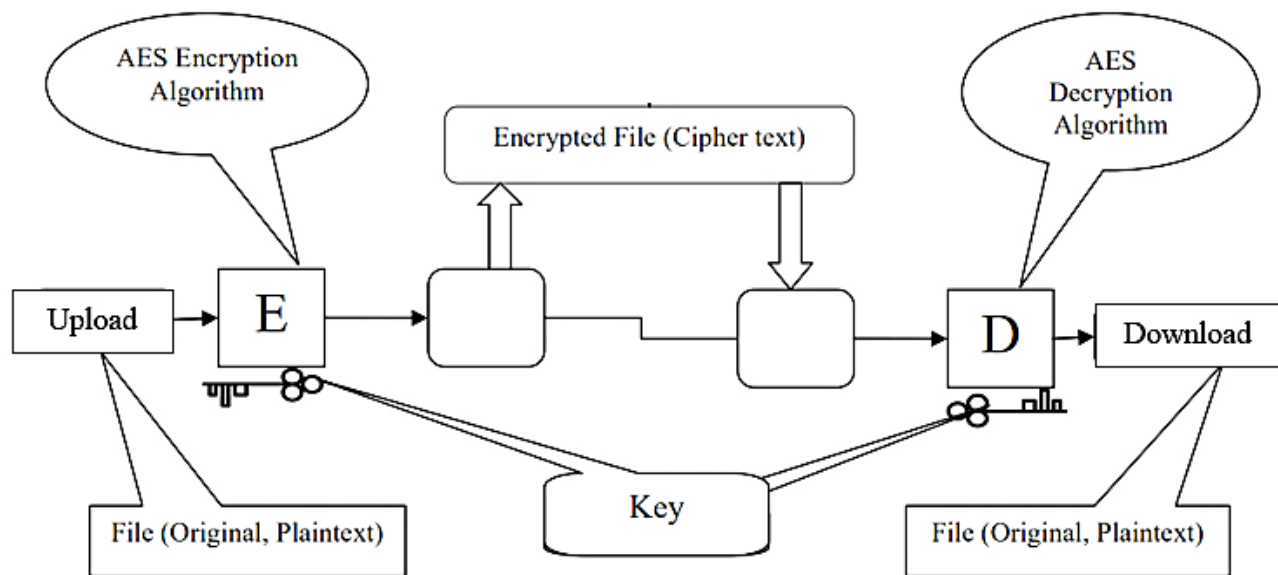 AES Encryption
Algorithm
AES
Decryption
Algorithm
Encrypted File (Cipher text)
Upload
E
D
Download
File (Original, Plaintext)
Key
File (Original, Plaintext)